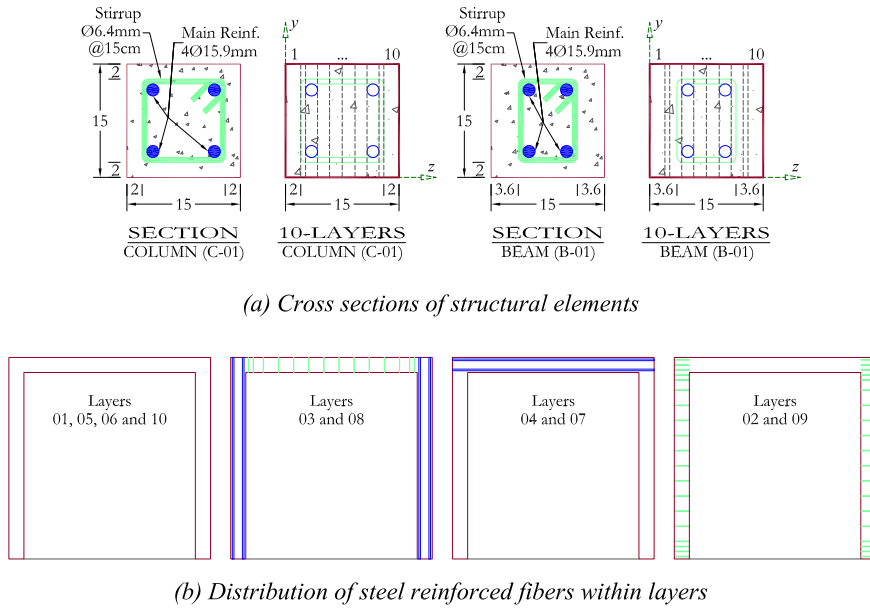 Stirrup
Ø6.4mm
@15cm
Main Reinf.
4Ø15.9mm
2
15
2
2
2
15
SECTION
COLUMN (C-01)
y
1 ... 10
z
2
2
15
10-LAYERS
COLUMN (C-01)
Stirrup
Ø6.4mm
@15cm
Main Reinf.
4Ø15.9mm
2
15
2
3.6
3.6
15
SECTION
BEAM (B-01)
y
1 ... 10
z
3.6
3.6
15
10-LAYERS
BEAM (B-01)
(a) Cross sections of structural elements
Layers
01, 05, 06 and 10
Layers
03 and 08
Layers
04 and 07
Layers
02 and 09
(b) Distribution of steel reinforced fibers within layers